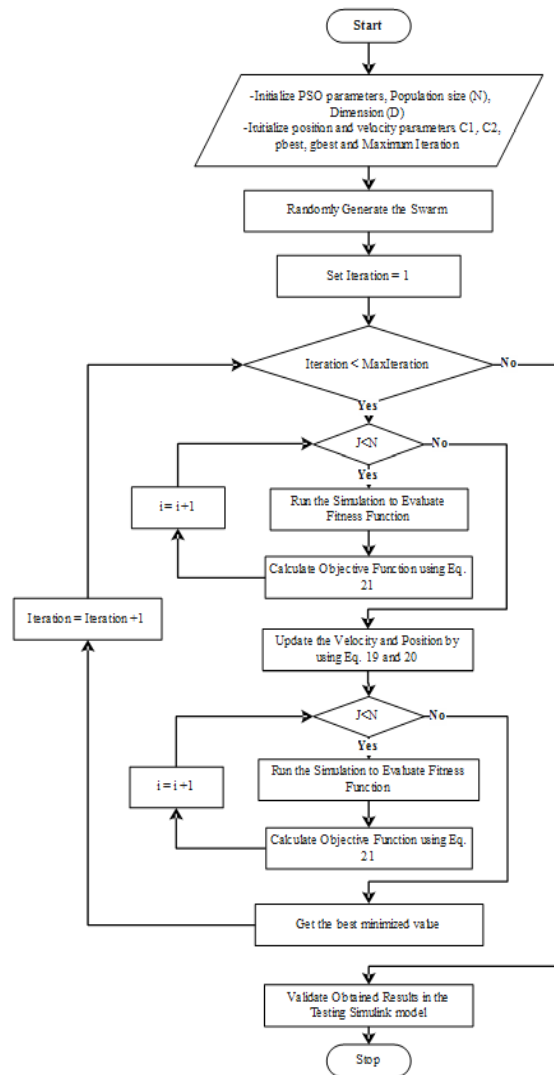 Start
-Initialize PSO parameters, Population size (N),
Dimension (D)
-Initialize position and velocity parameters C1, C2,
pbest, gbest and Maximum Iteration
Randomly Generate the Swarm
Set Iteration = 1
Iteration < MaxIteration
No
Yes
J<N
No
Yes
i = i+1
Run the Simulation to Evaluate
Fitness Function
Calculate Objective Function using Eq.
21
Iteration = Iteration +1
Update the Velocity and Position by
using Eq. 19 and 20
J<N
No
Yes
Run the Simulation to Evaluate Fitness
Function
i = i+1
Calculate Objective Function using Eq.
21
Get the best minimized value
Validate Obtained Results in the
Testing Simulink model
Stop